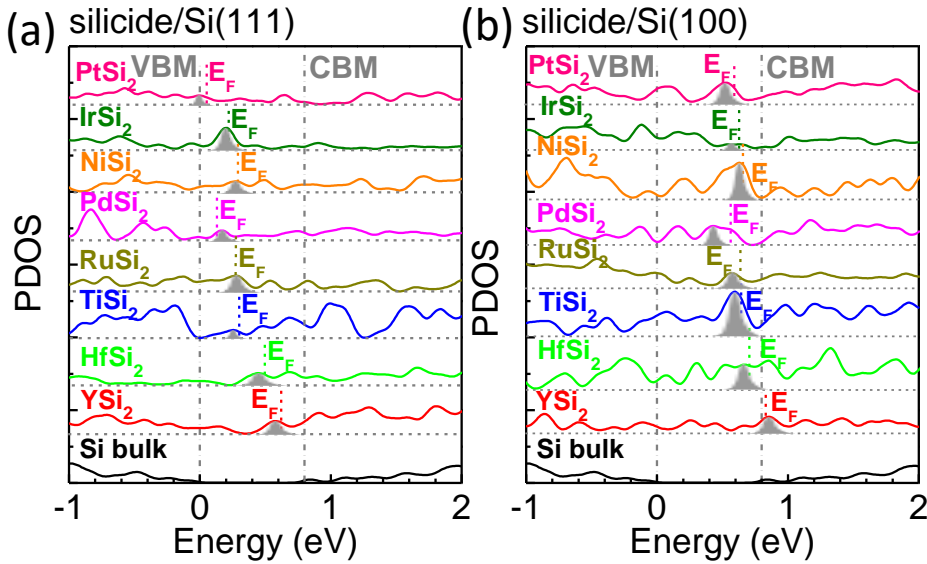 (a) silicide/Si(111)
VBM CBM
PtSi2 EF
IrSi2 EF
NiSi2 EF
PdSi2 EF
RuSi2 EF
TiSi2 EF
HfSi2 EF
YSi2 EF
Si bulk
PDOS
-1 0 1 2
Energy (eV)
(b) silicide/Si(100)
VBM CBM
PtSi2 EF
IrSi2 EF
NiSi2 EF
PdSi2 EF
RuSi2 EF
TiSi2 EF
HfSi2 EF
YSi2 EF
Si bulk
PDOS
-1 0 1 2
Energy (eV)